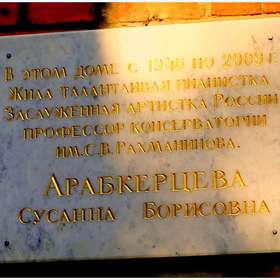 В этом доме с 1946 по 2009 г.
жила талантливая пианистка
Заслуженная артистка России
профессор консерватории
им. С.В. Рахманинова.
Арабкерцева
Сусанна Борисовна